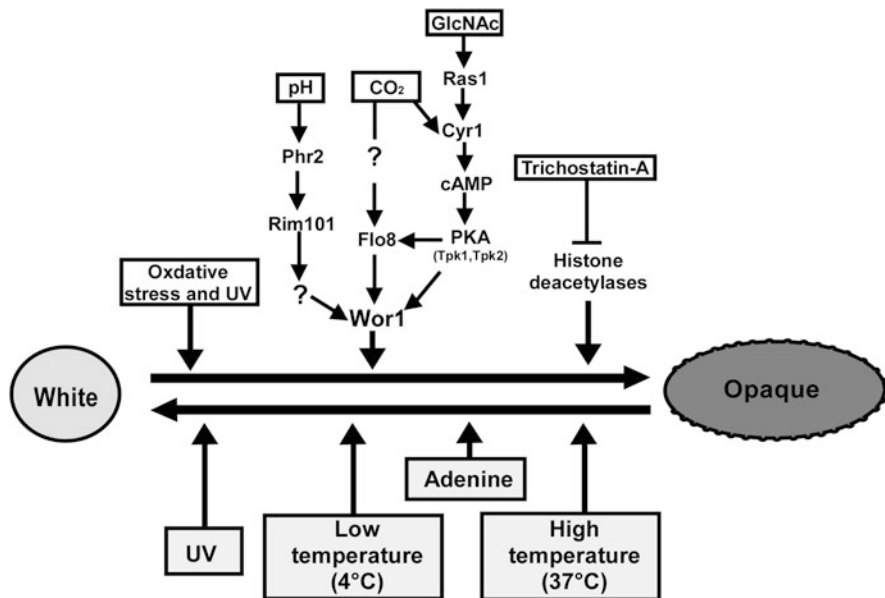 GlcNAc
Ras1
pH
CO₂
Cyr1
Phr2
?
Trichostatin-A
cAMP
Rim101
Flo8
PKA
(Tpk1,Tpk2)
Histone
deacetylases
Oxdative
stress and UV
?
Wor1
White
Opaque
Adenine
UV
Low
temperature
(4°C)
High
temperature
(37°C)